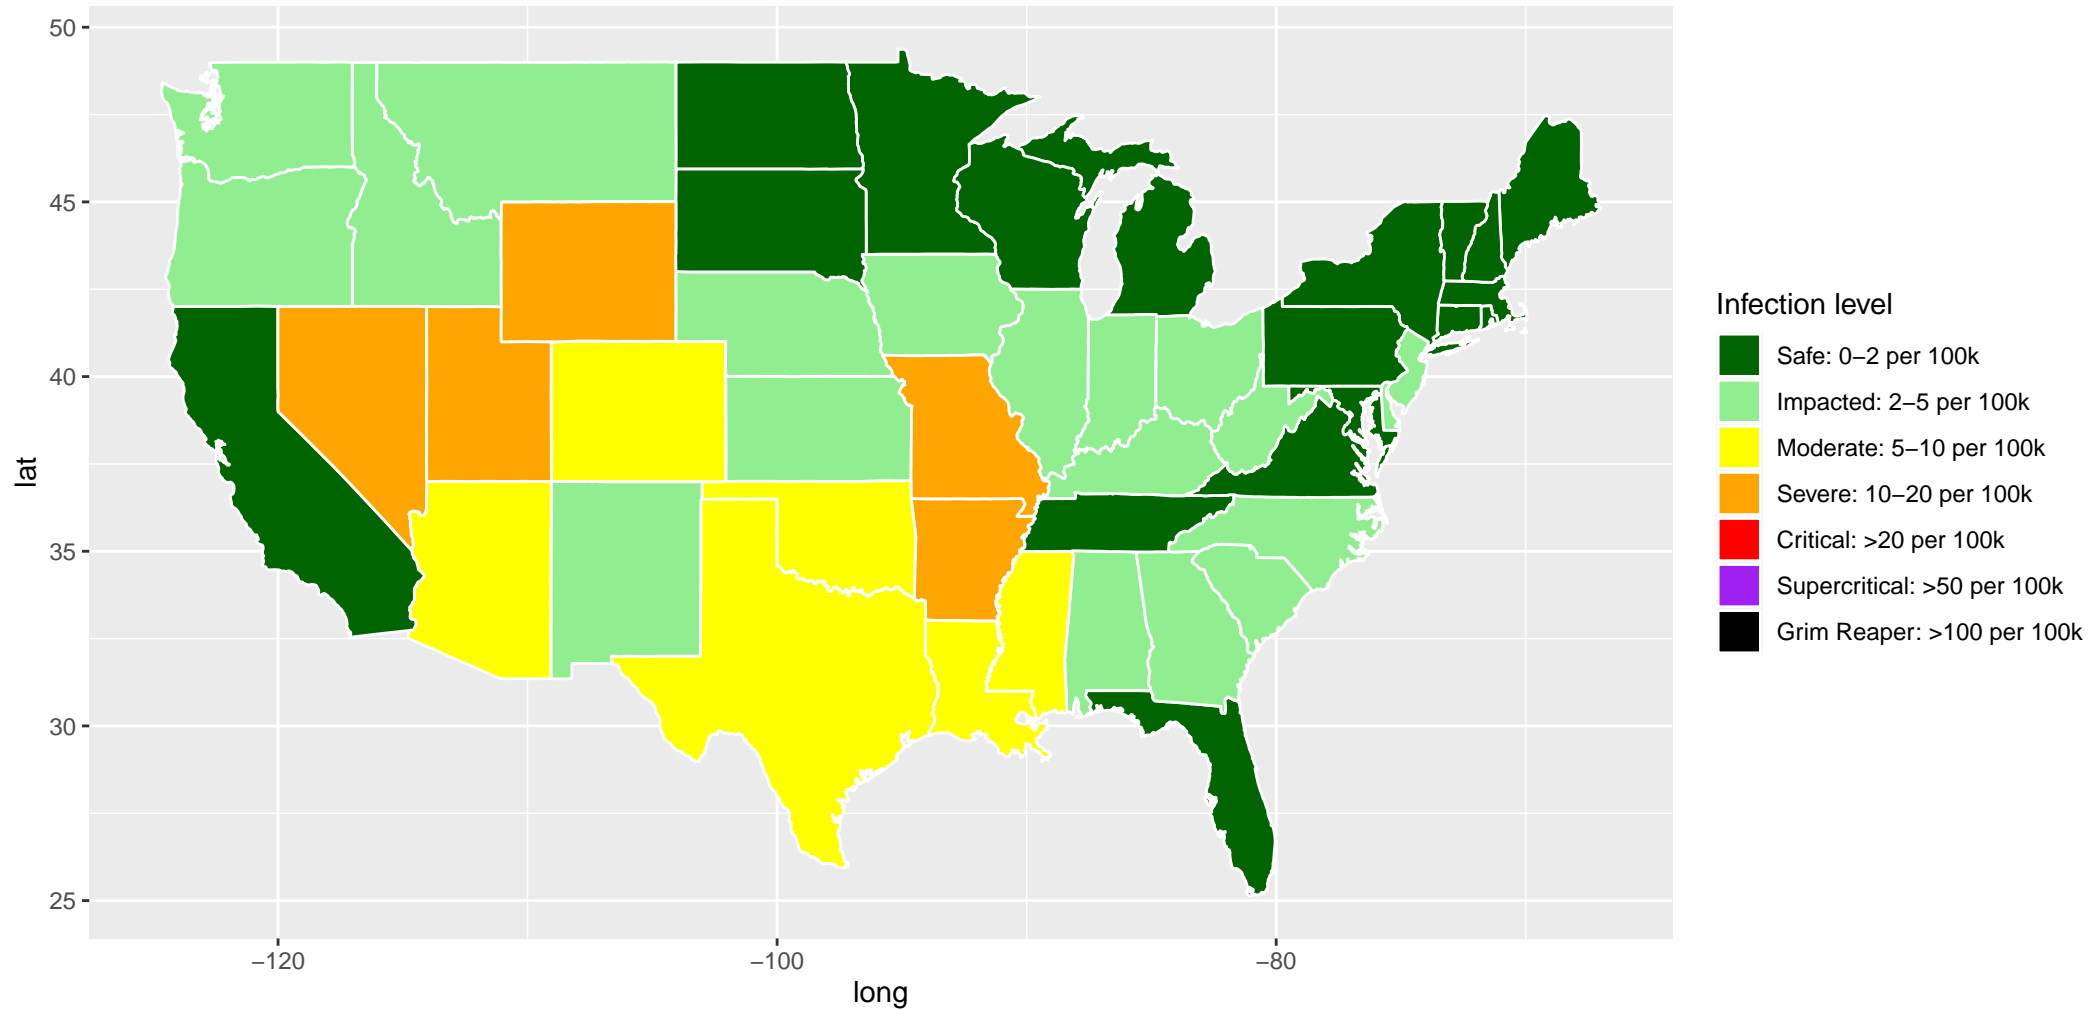 50
45
40
35
30
25
lat
−120
−100
−80
long
Infection level
Safe: 0−2 per 100k
Impacted: 2−5 per 100k
Moderate: 5−10 per 100k
Severe: 10−20 per 100k
Critical: >20 per 100k
Supercritical: >50 per 100k
Grim Reaper: >100 per 100k